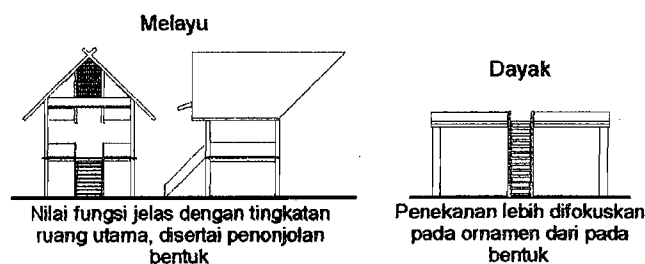 Melayu
Nilai fungsi jelas dengan tingkatan
ruang utama, disertai penonjolan
bentuk
Dayak
Penekanan lebih difokuskan
pada ornamen dari pada
bentuk